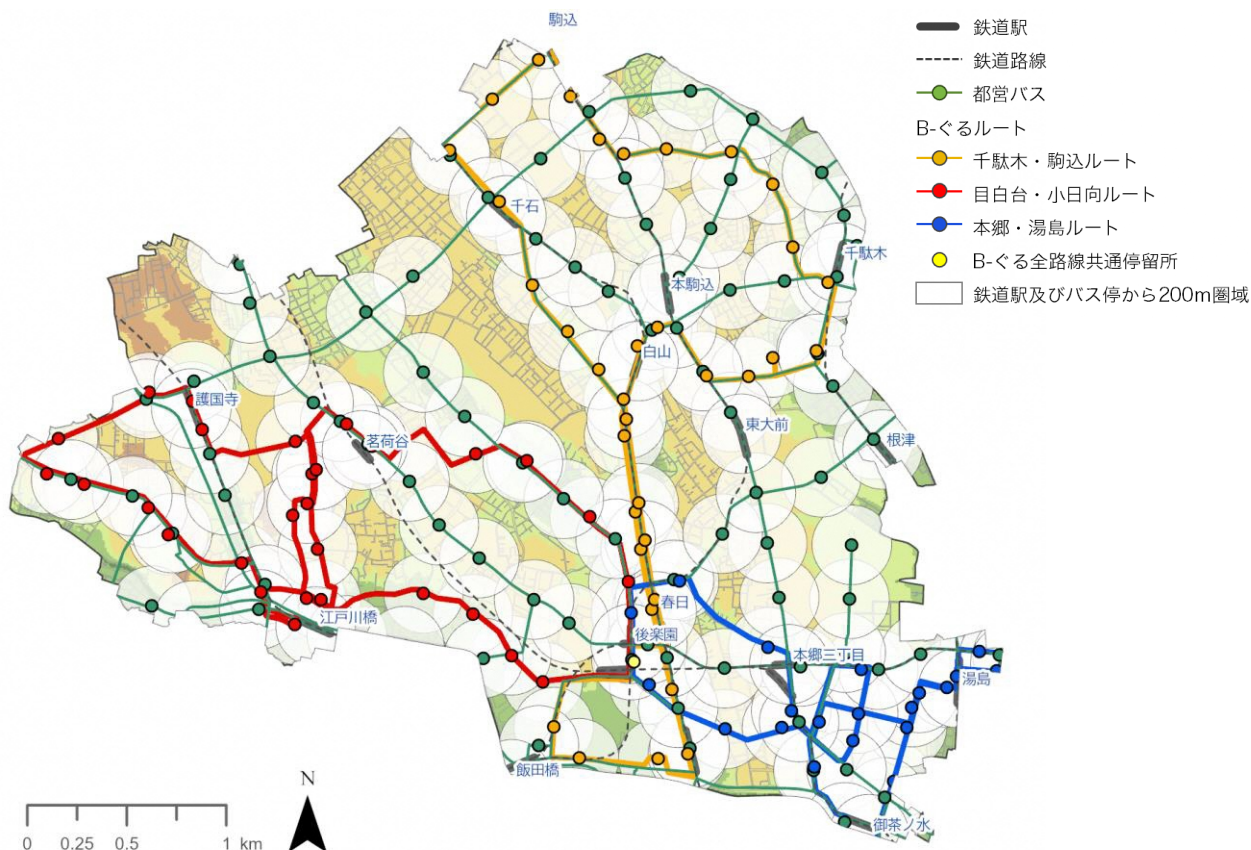 駒込
鉄道駅
鉄道路線
都営バス
B-ぐるルート
千駄木・駒込ルート
目白台・小日向ルート
本郷・湯島ルート
B-ぐる全路線共通停留所
鉄道駅及びバス停から200m圏域
千石
千駄木
本駒込
白山
護国寺
東大前
茗荷谷
根津
春日
江戸川橋
後楽園
本郷三丁目
湯島
飯田橋
御茶ノ水
N
0 0.25 0.5 1 km